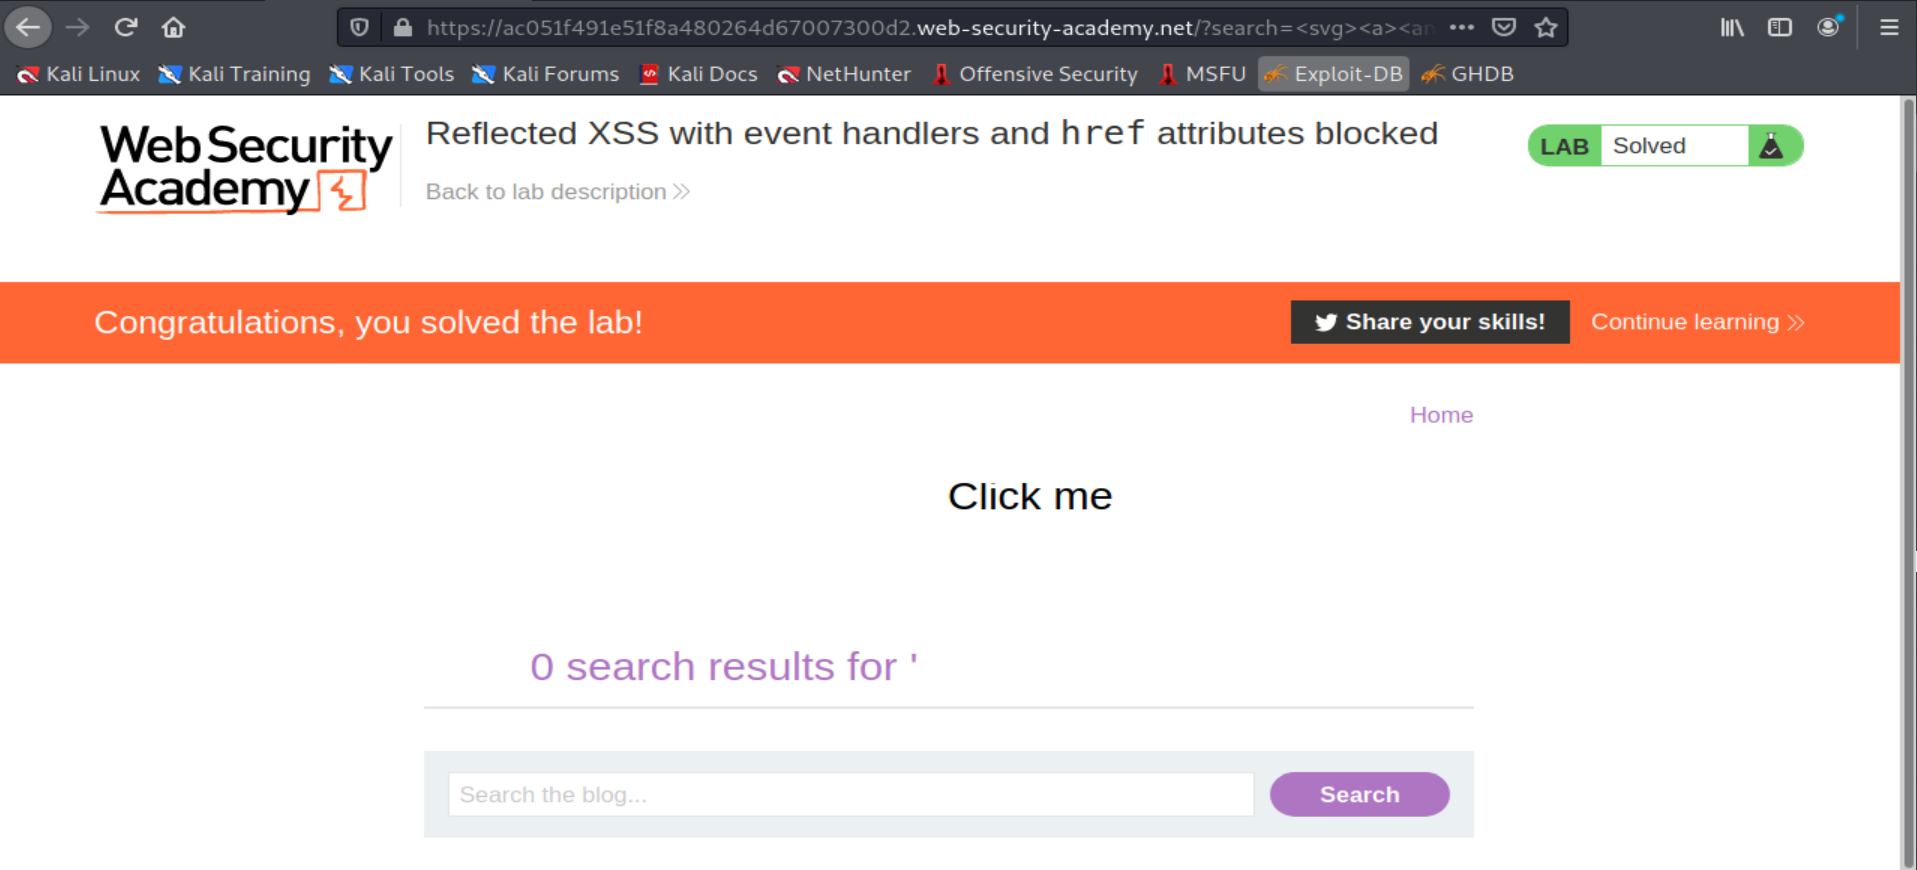 https://ac051f491e51f8a480264d67007300d2.web-security-academy.net/?search=<svg><a><an
Kali Linux Kali Training Kali Tools Kali Forums Kali Docs NetHunter Offensive Security MSFU Exploit-DB GHDB
Web Security
Academy
Reflected XSS with event handlers and href attributes blocked
Back to lab description
LAB Solved
Congratulations, you solved the lab!
Share your skills!
Continue learning
Home
Click me
0 search results for '
Search the blog...
Search